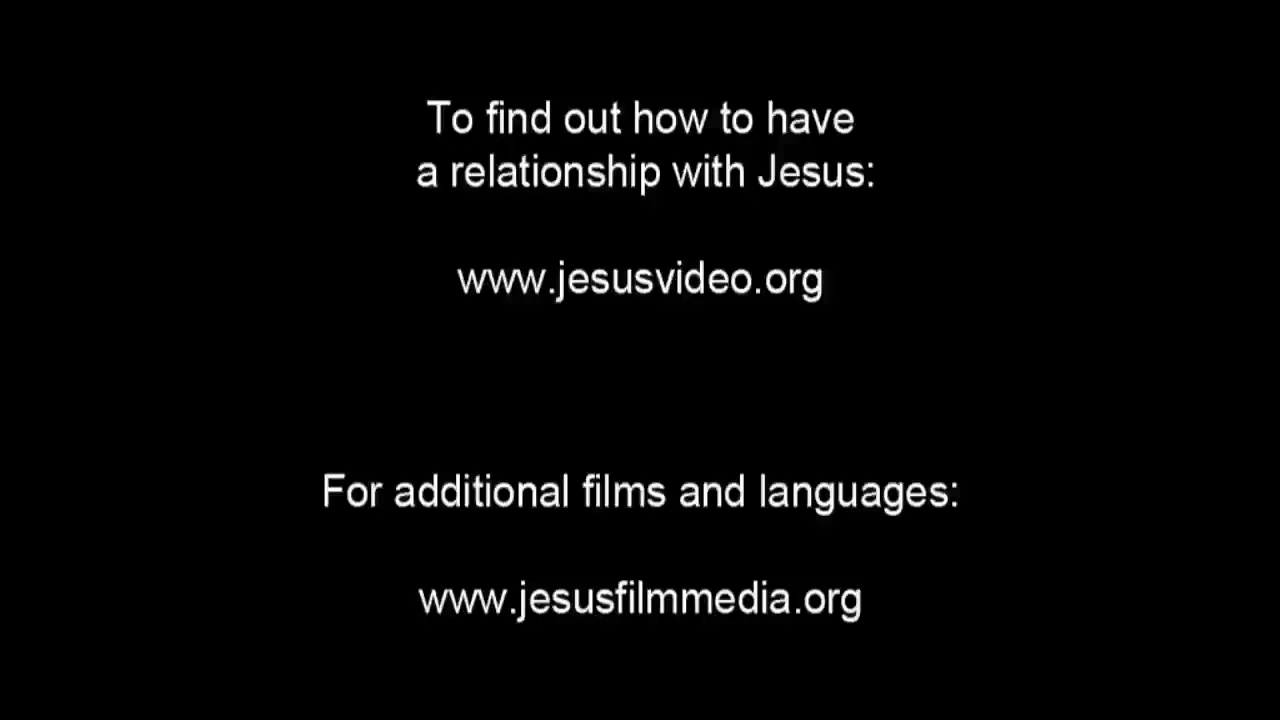 To find out how to have
a relationship with Jesus:
www.jesusvideo.org
For additional films and languages:
www.jesusfilmmedia.org